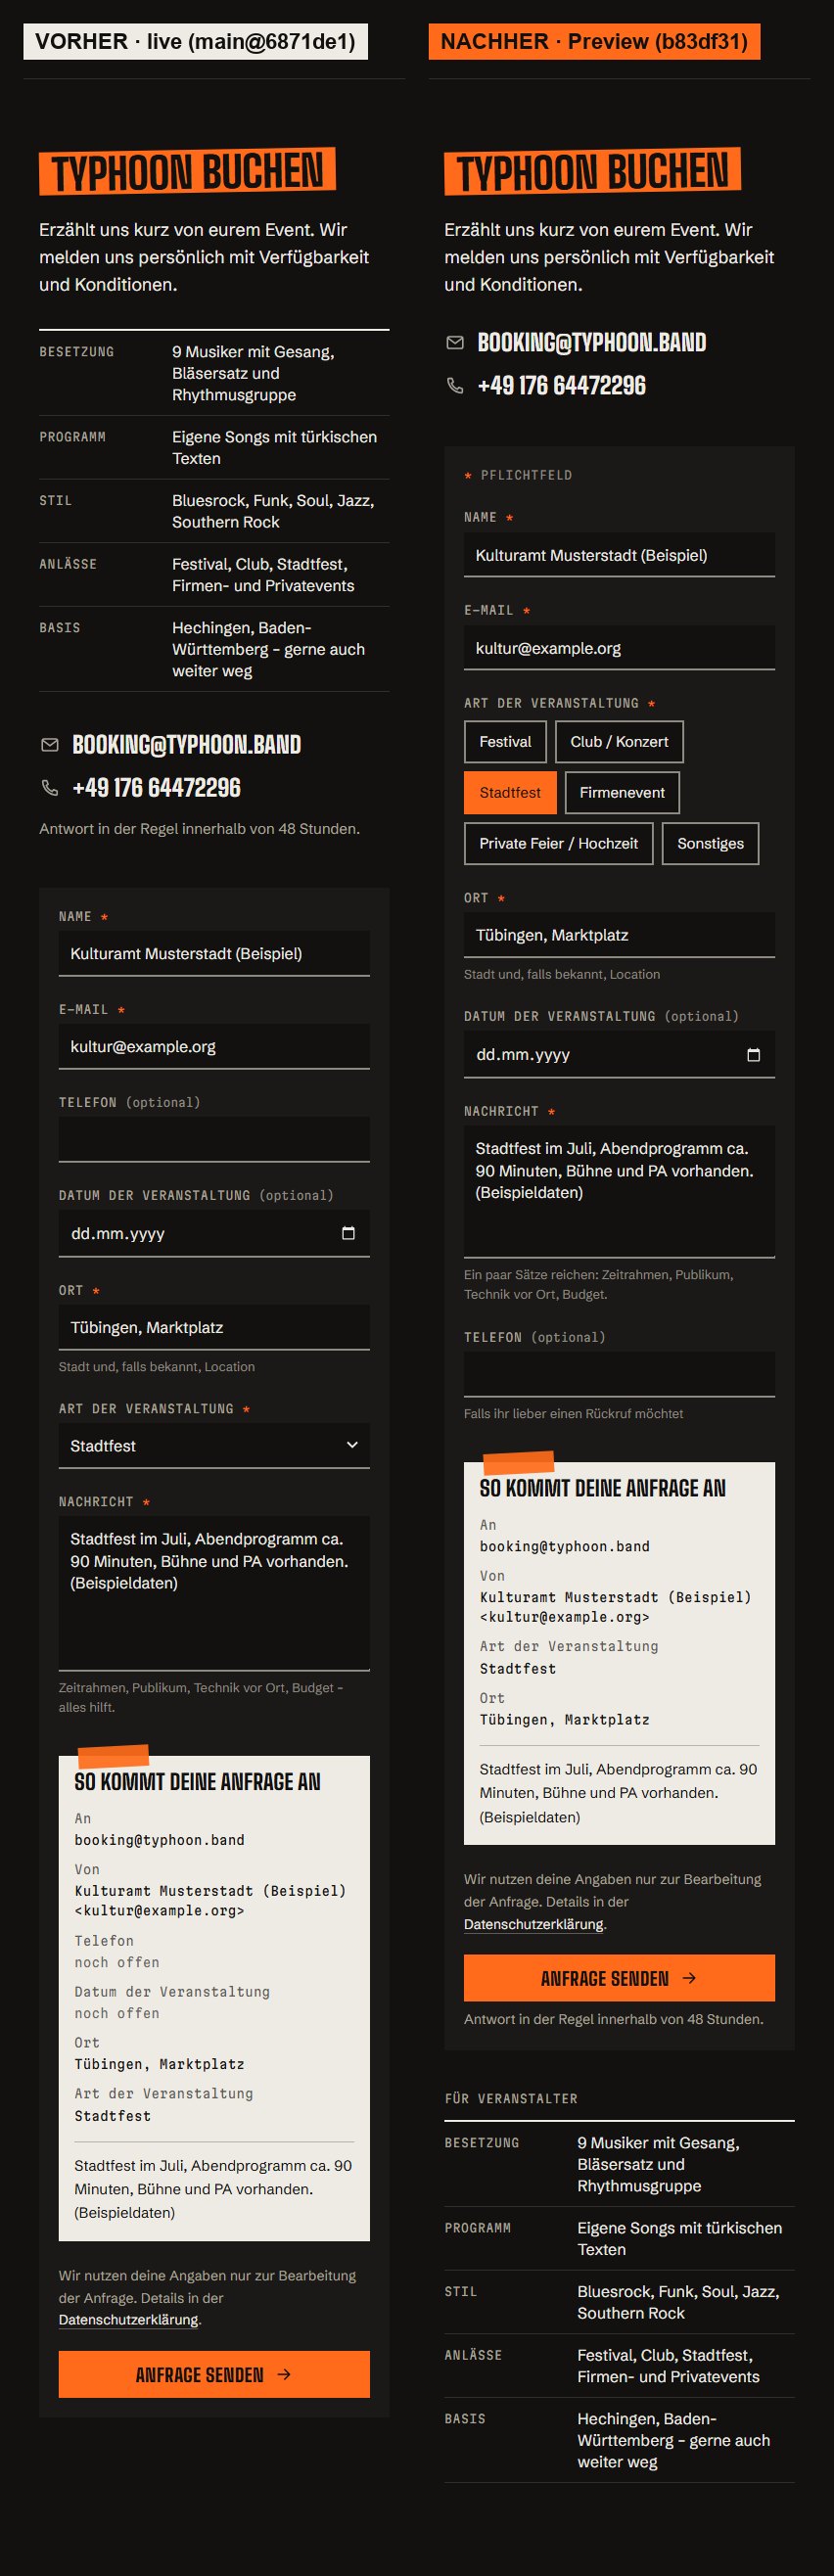 VORHER · live (main@6871de1)
TYPHOON BUCHEN
Erzählt uns kurz von eurem Event. Wir
melden uns persönlich mit Verfügbarkeit
und Konditionen.
BESETZUNG
9 Musiker mit Gesang,
Bläsersatz und
Rhythmusgruppe
PROGRAMM
Eigene Songs mit türkischen
Texten
STIL
Bluesrock, Funk, Soul, Jazz,
Southern Rock
ANLÄSSE
Festival, Club, Stadtfest,
Firmen- und Privatevents
BASIS
Hechingen, Baden-
Württemberg – gerne auch
weiter weg
BOOKING@TYPHOON.BAND
+49 176 64472296
Antwort in der Regel innerhalb von 48 Stunden.
NAME *
Kulturamt Musterstadt (Beispiel)
E-MAIL *
kultur@example.org
TELEFON (optional)
DATUM DER VERANSTALTUNG (optional)
dd.mm.yyyy
ORT *
Tübingen, Marktplatz
Stadt und, falls bekannt, Location
ART DER VERANSTALTUNG *
Stadtfest
NACHRICHT *
Stadtfest im Juli, Abendprogramm ca.
90 Minuten, Bühne und PA vorhanden.
(Beispieldaten)
Zeitrahmen, Publikum, Technik vor Ort, Budget –
alles hilft.
SO KOMMT DEINE ANFRAGE AN
An
booking@typhoon.band
Von
Kulturamt Musterstadt (Beispiel)
<kultur@example.org>
Telefon
noch offen
Datum der Veranstaltung
noch offen
Ort
Tübingen, Marktplatz
Art der Veranstaltung
Stadtfest
Stadtfest im Juli, Abendprogramm ca. 90
Minuten, Bühne und PA vorhanden.
(Beispieldaten)
Wir nutzen deine Angaben nur zur Bearbeitung
der Anfrage. Details in der
Datenschutzerklärung.
ANFRAGE SENDEN →
NACHHER · Preview (b83df31)
TYPHOON BUCHEN
Erzählt uns kurz von eurem Event. Wir
melden uns persönlich mit Verfügbarkeit
und Konditionen.
BOOKING@TYPHOON.BAND
+49 176 64472296
* PFLICHTFELD
NAME *
Kulturamt Musterstadt (Beispiel)
E-MAIL *
kultur@example.org
ART DER VERANSTALTUNG *
Festival
Club / Konzert
Stadtfest
Firmenevent
Private Feier / Hochzeit
Sonstiges
ORT *
Tübingen, Marktplatz
Stadt und, falls bekannt, Location
DATUM DER VERANSTALTUNG (optional)
dd.mm.yyyy
NACHRICHT *
Stadtfest im Juli, Abendprogramm ca.
90 Minuten, Bühne und PA vorhanden.
(Beispieldaten)
Ein paar Sätze reichen: Zeitrahmen, Publikum,
Technik vor Ort, Budget.
TELEFON (optional)
Falls ihr lieber einen Rückruf möchtet
SO KOMMT DEINE ANFRAGE AN
An
booking@typhoon.band
Von
Kulturamt Musterstadt (Beispiel)
<kultur@example.org>
Art der Veranstaltung
Stadtfest
Ort
Tübingen, Marktplatz
Stadtfest im Juli, Abendprogramm ca. 90
Minuten, Bühne und PA vorhanden.
(Beispieldaten)
Wir nutzen deine Angaben nur zur Bearbeitung
der Anfrage. Details in der
Datenschutzerklärung.
ANFRAGE SENDEN →
Antwort in der Regel innerhalb von 48 Stunden.
FÜR VERANSTALTER
BESETZUNG
9 Musiker mit Gesang,
Bläsersatz und
Rhythmusgruppe
PROGRAMM
Eigene Songs mit türkischen
Texten
STIL
Bluesrock, Funk, Soul, Jazz,
Southern Rock
ANLÄSSE
Festival, Club, Stadtfest,
Firmen- und Privatevents
BASIS
Hechingen, Baden-
Württemberg – gerne auch
weiter weg